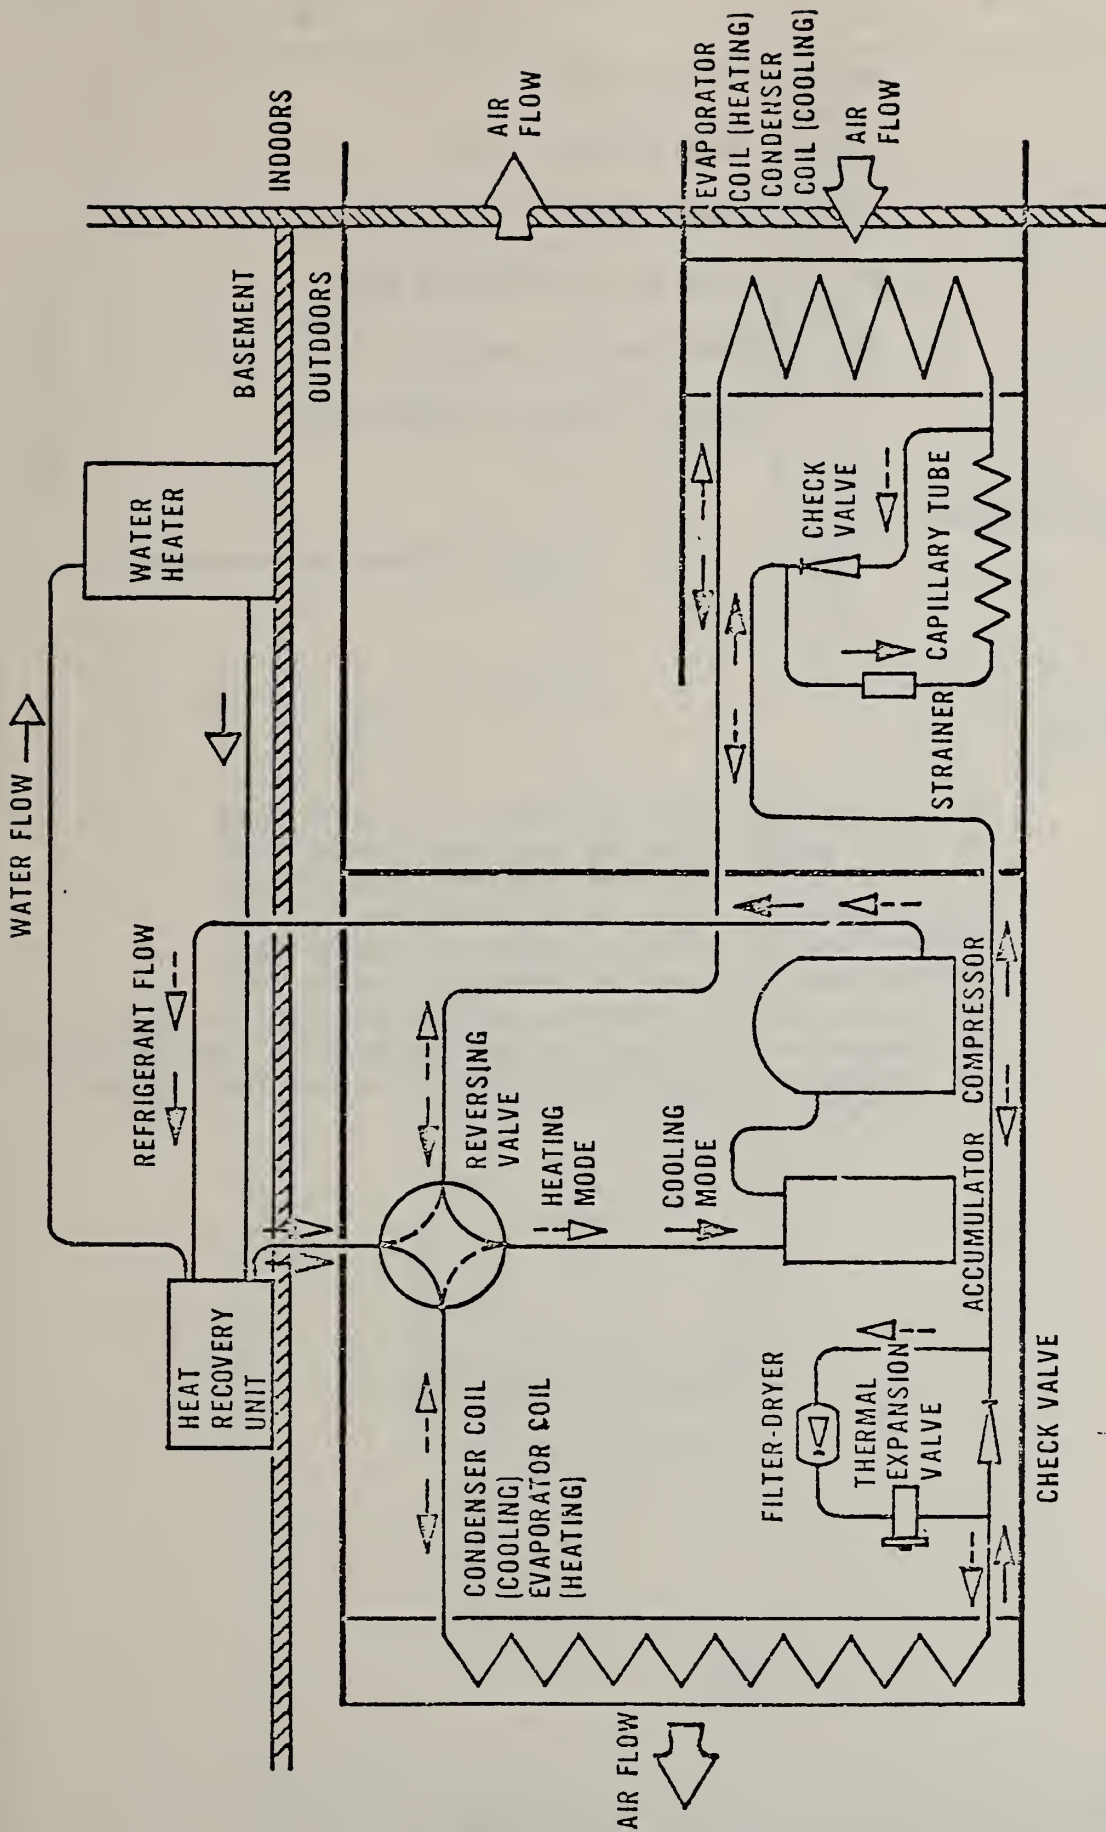 WATER FLOW
REFRIGERANT FLOW
HEAT
RECOVERY
UNIT
WATER
HEATER
BASEMENT
INDOORS
OUTDOORS
AIR
FLOW
REVERSING
VALVE
HEATING
MODE
COOLING
MODE
CONDENSER COIL
[COOLING]
EVAPORATOR COIL
[HEATING]
AIR FLOW
FILTER-DRYER
THERMAL
EXPANSION
VALVE
CHECK VALVE
ACCUMULATOR
COMPRESSOR
STRAINER
CAPILLARY TUBE
CHECK
VALVE
EVAPORATOR
COIL [HEATING]
CONDENSER
COIL [COOLING]
AIR
FLOW